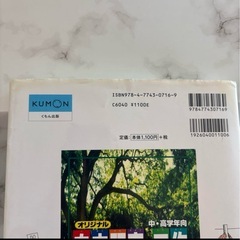 ISBN978-4-7743-0716-9
C6040 ¥1100E
9784774307169
1926040011006
KUMON
くもん出版
定価 本体1,100円 +税
オリジナル
中・高学年向